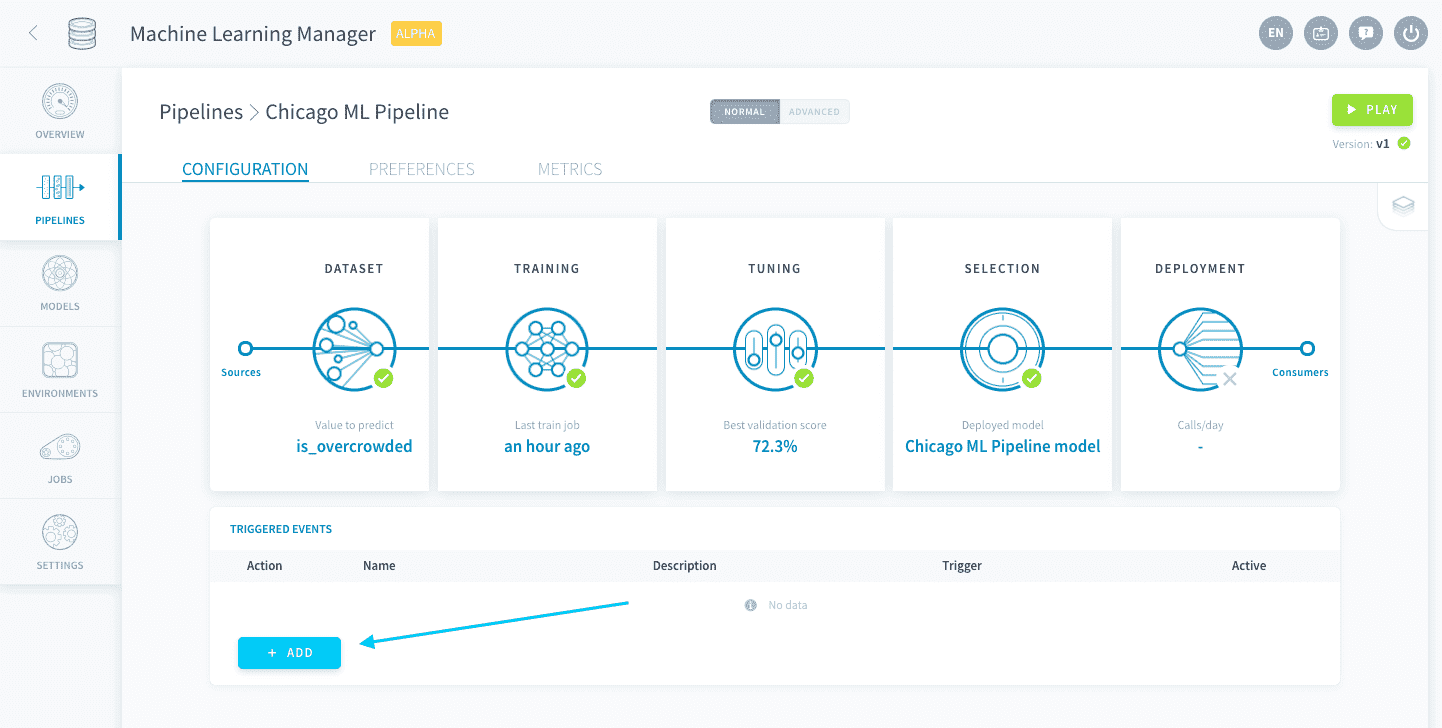 Machine Learning Manager ALPHA EN
OVERVIEW
PIPELINES
MODELS
ENVIRONMENTS
JOBS
SETTINGS
Pipelines > Chicago ML Pipeline NORMAL ADVANCED PLAY
Version: v1
CONFIGURATION PREFERENCES METRICS
DATASET TRAINING TUNING SELECTION DEPLOYMENT
Sources Consumers
Value to predict Last train job Best validation score Deployed model Calls/day
is_overcrowded an hour ago 72.3% Chicago ML Pipeline model -
TRIGGERED EVENTS
Action Name Description Trigger Active
No data
+ ADD